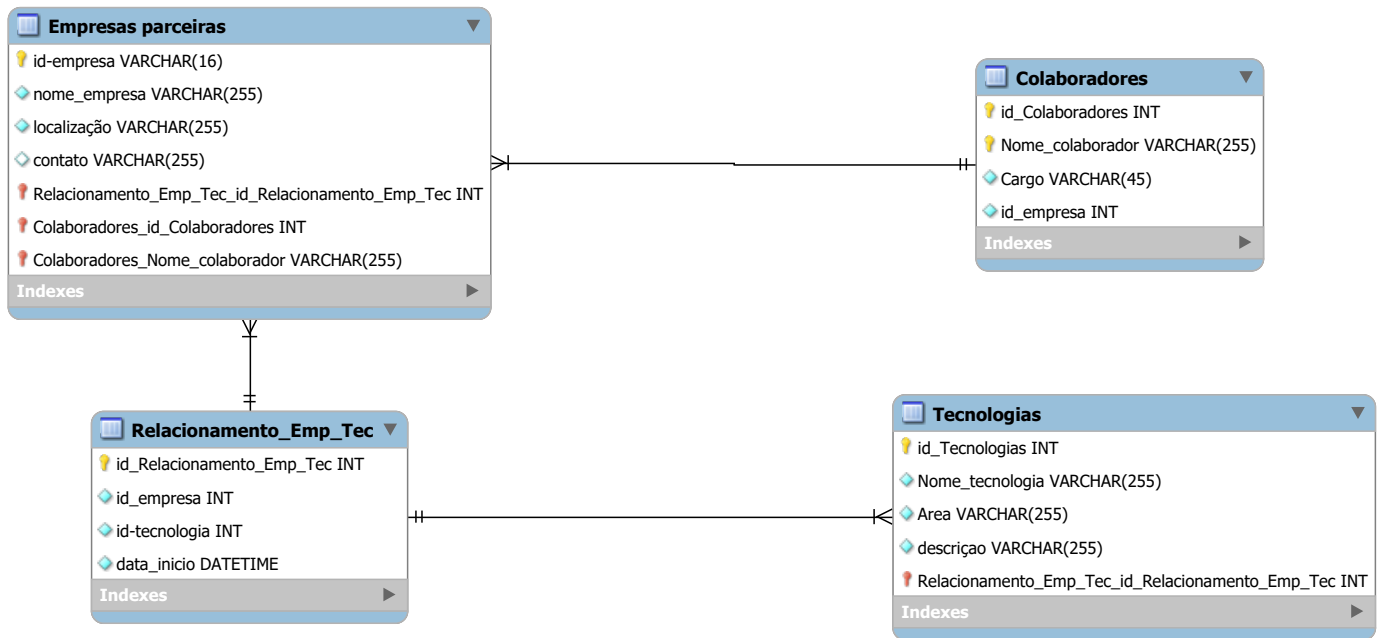 Empresas parceiras
id-empresa VARCHAR(16)
nome_empresa VARCHAR(255)
localização VARCHAR(255)
contato VARCHAR(255)
Relacionamento_Emp_Tec_id_Relacionamento_Emp_Tec INT
Colaboradores_id_Colaboradores INT
Colaboradores_Nome_colaborador VARCHAR(255)
Indexes
Colaboradores
id_Colaboradores INT
Nome_colaborador VARCHAR(255)
Cargo VARCHAR(45)
id_empresa INT
Indexes
Relacionamento_Emp_Tec
id_Relacionamento_Emp_Tec INT
id_empresa INT
id-tecnologia INT
data_inicio DATETIME
Indexes
Tecnologias
id_Tecnologias INT
Nome_tecnologia VARCHAR(255)
Area VARCHAR(255)
descriçao VARCHAR(255)
Relacionamento_Emp_Tec_id_Relacionamento_Emp_Tec INT
Indexes